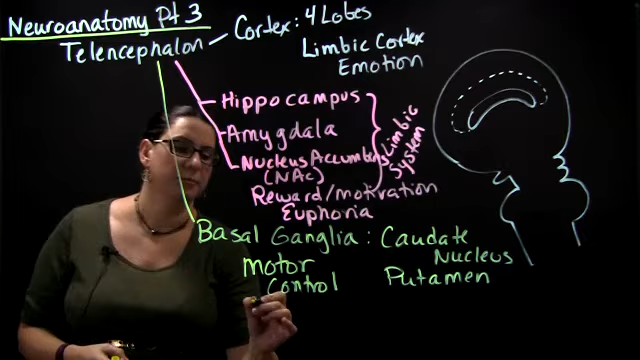 Neuroanatomy Pt 3
Telencephalon - Cortex: 4 Lobes
Limbic Cortex
Emotion
Hippocampus
Amygdala
Nucleus Accumbens
(NAc)
Limbic
System
Reward/motivation
Euphoria
Basal Ganglia: Caudate
Nucleus
Motor
Control
Putamen